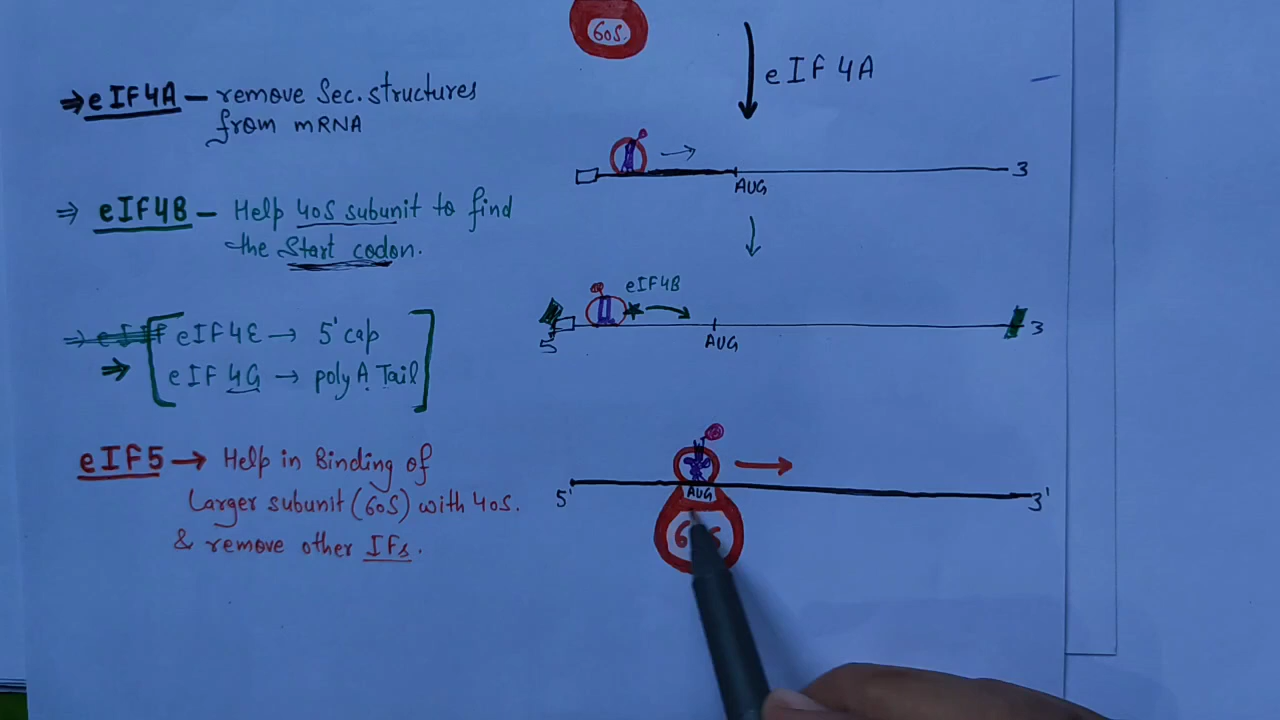 60S.
eIF4A
⇒ eIF4A – remove Sec. structures
from mRNA
AUG
3
⇒ eIF4B – Help 40S subunit to find
the Start codon.
eIF4B
5'
AUG
3
eIF4E → 5' cap
⇒ eIF 4G → poly A Tail
eIF5 → Help in Binding of
Larger subunit (60S) with 40S.
& remove other IFs.
5'
AUG
3'